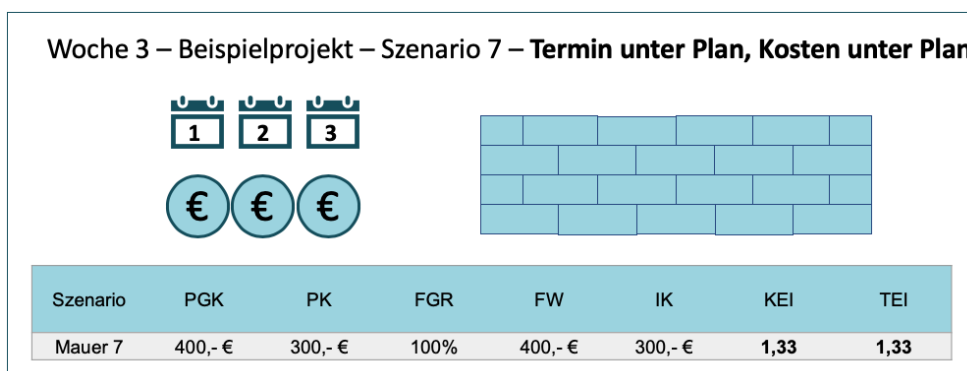 Woche 3 – Beispielprojekt – Szenario 7 – Termin unter Plan, Kosten unter Plan
1 2 3
€ € €
Szenario PGK PK FGR FW IK KEI TEI
Mauer 7 400,- € 300,- € 100% 400,- € 300,- € 1,33 1,33